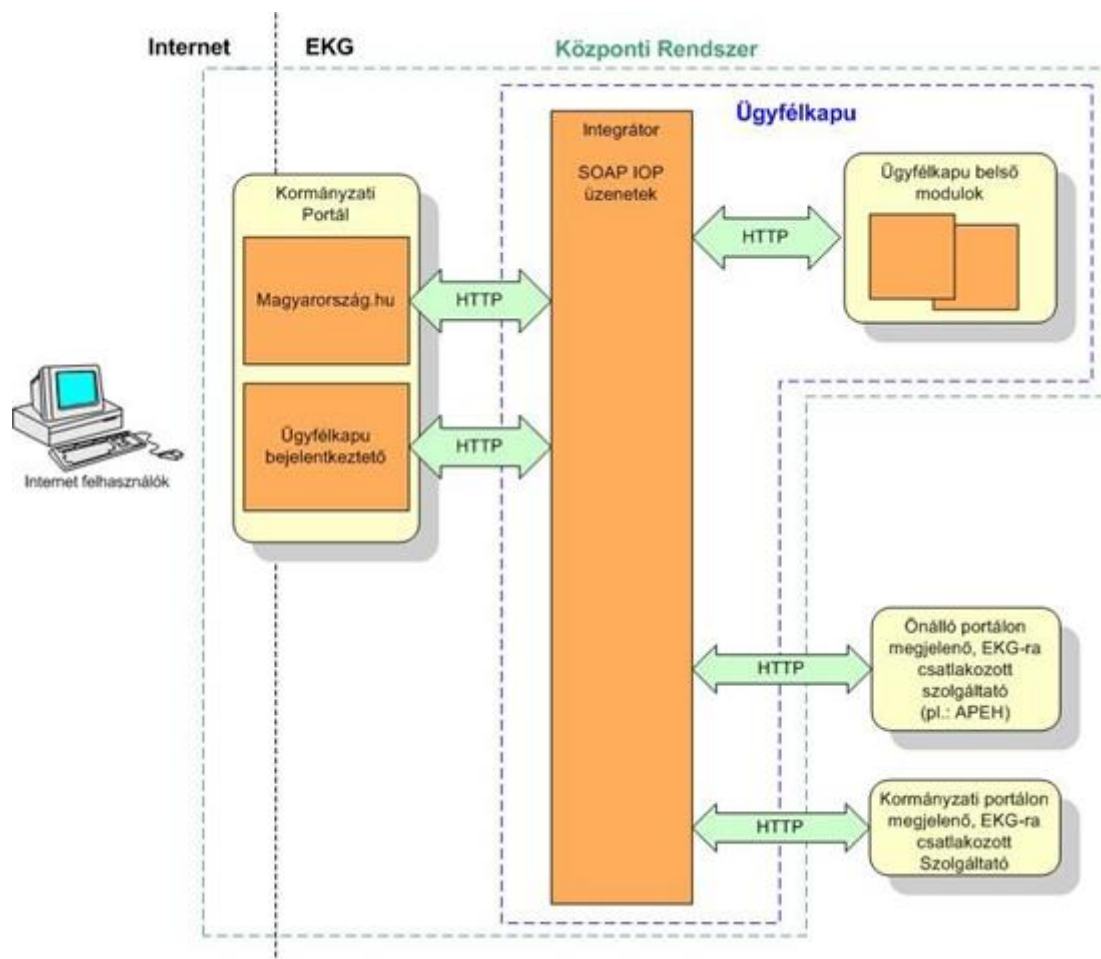 Internet
EKG
Központi Rendszer
Ügyfélkapu
Integrátor
SOAP IOP
üzenetek
Kormányzati
Portál
Magyarország.hu
Ügyfélkapu
bejelentkeztető
HTTP
HTTP
HTTP
Ügyfélkapu belső
modulok
Internet felhasználók
HTTP
Önálló portálon
megjelenő, EKG-ra
csatlakozott
szolgáltató
(pl.: APEH)
HTTP
Kormányzati portálon
megjelenő, EKG-ra
csatlakozott
Szolgáltató